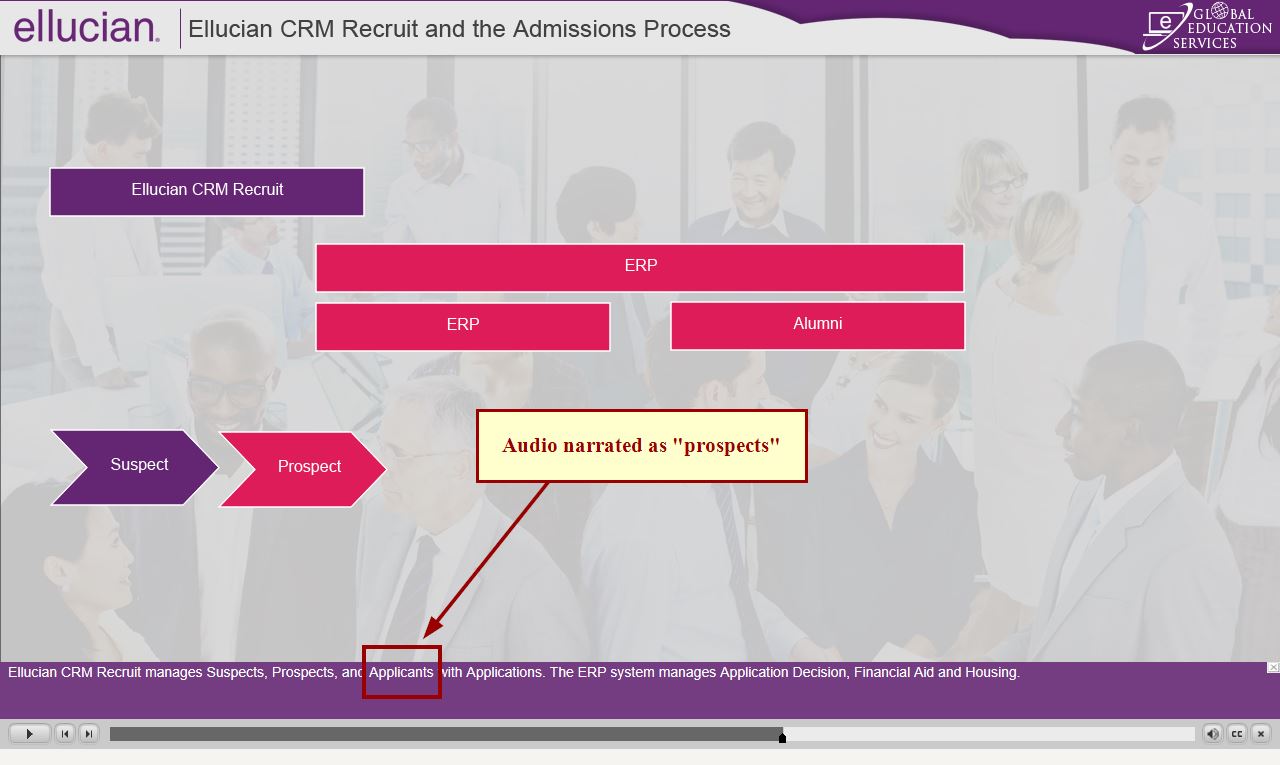 ellucian.
Ellucian CRM Recruit and the Admissions Process
e
GLOBAL
EDUCATION
SERVICES
Ellucian CRM Recruit
ERP
ERP
Alumni
Audio narrated as "prospects"
Suspect
Prospect
Ellucian CRM Recruit manages Suspects, Prospects, and Applicants with Applications. The ERP system manages Application Decision, Financial Aid and Housing.
CC